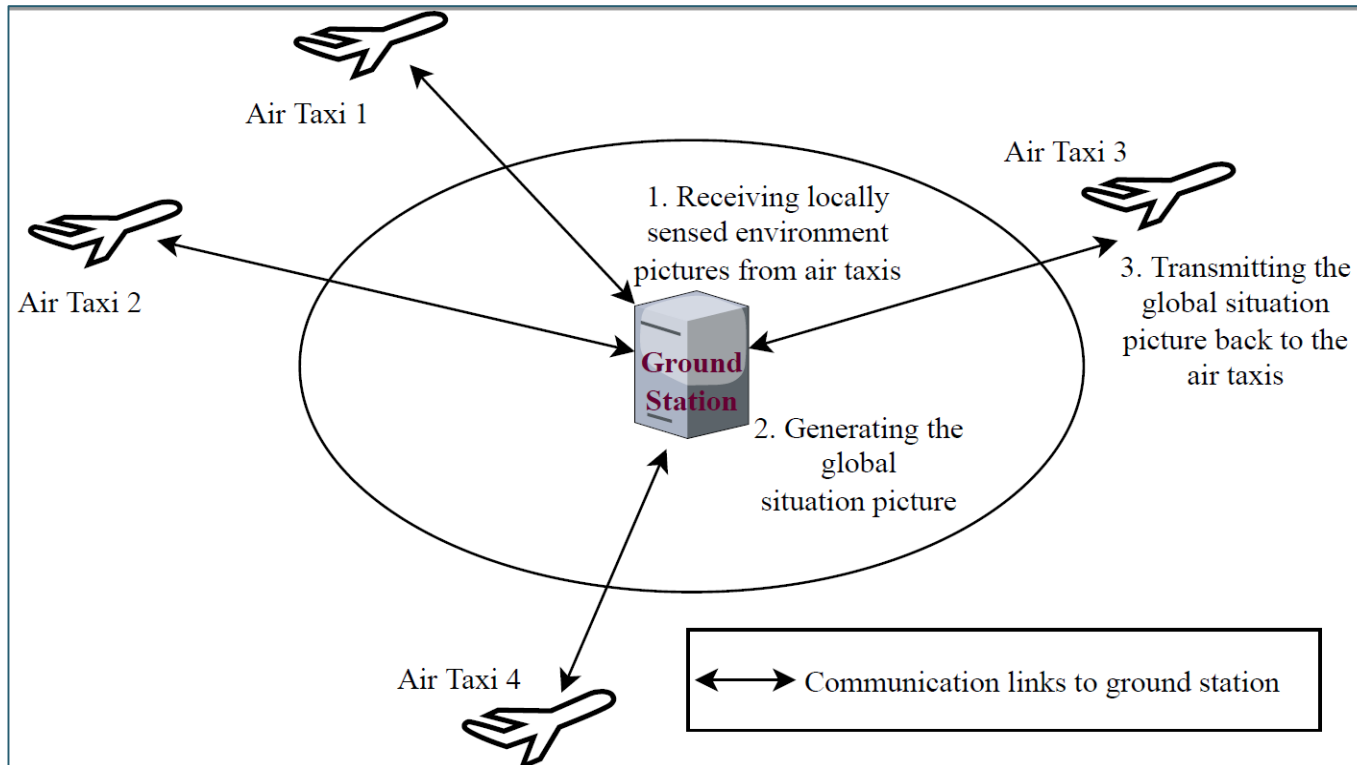 Air Taxi 1
Air Taxi 3
1. Receiving locally
sensed environment
pictures from air taxis
Air Taxi 2
3. Transmitting the
global situation
picture back to the
air taxis
Ground
Station
2. Generating the
global
situation picture
Air Taxi 4
Communication links to ground station